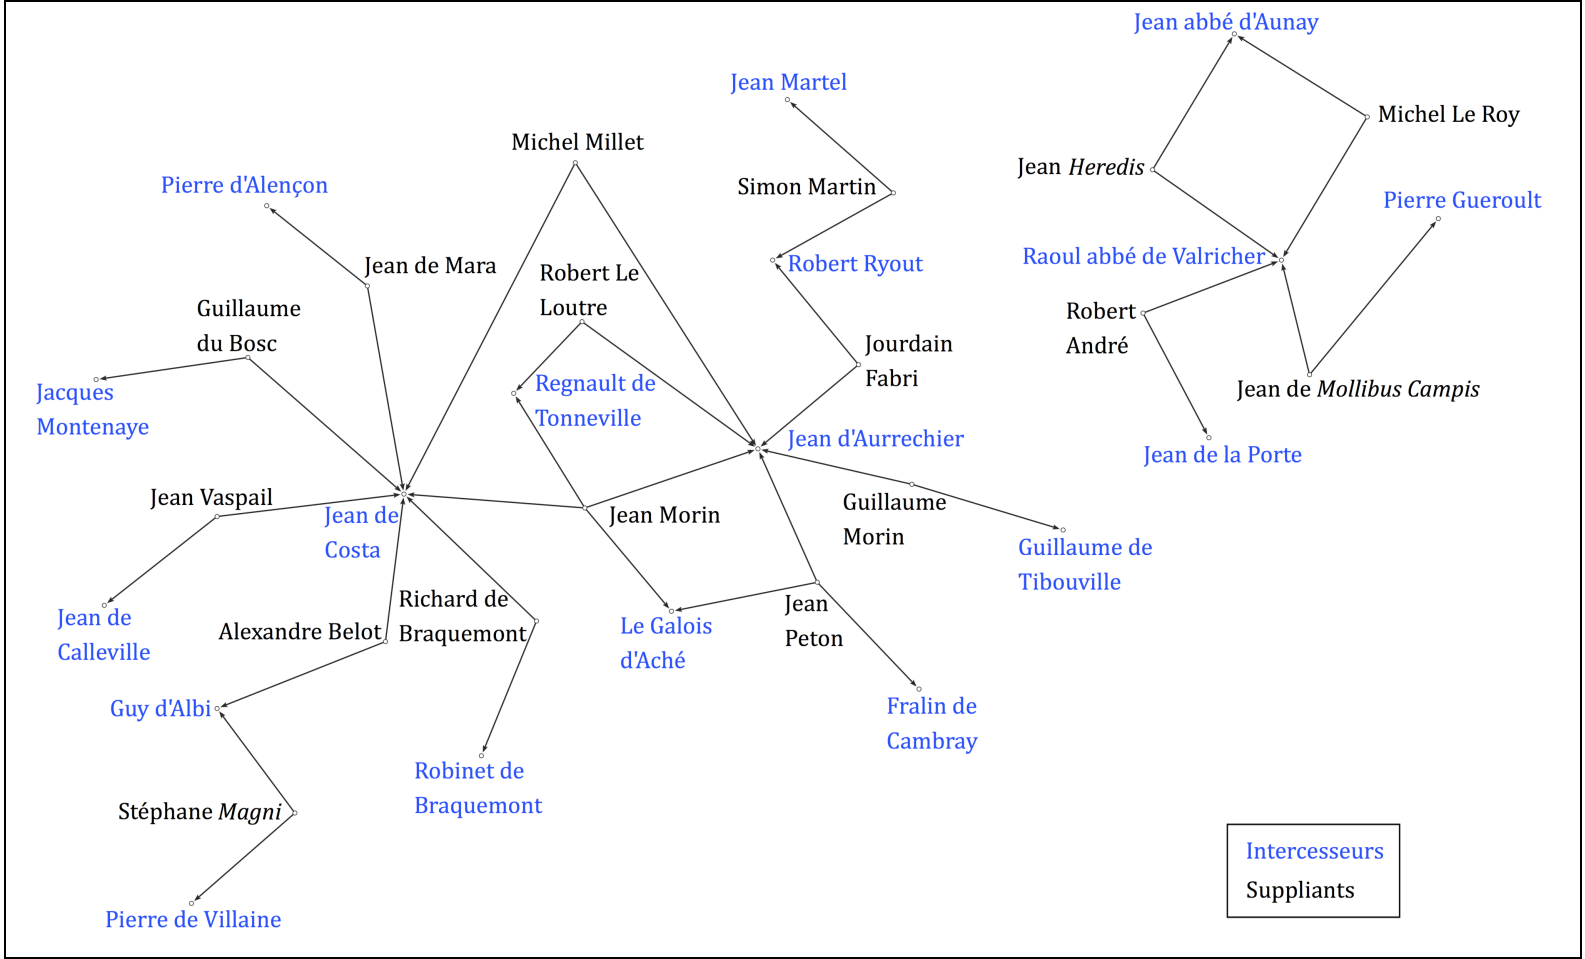 Jean abbé d'Aunay
Jean Martel
Michel Le Roy
Michel Millet
Jean Heredis
Pierre d'Alençon
Simon Martin
Pierre Gueroult
Jean de Mara
Robert Le
Loutre
Robert Ryout
Raoul abbé de Valricher
Guillaume
du Bosc
Robert
André
Jourdain
Fabri
Jacques
Montenaye
Regnault de
Tonneville
Jean de Mollibus Campis
Jean d'Aurrechier
Jean de la Porte
Jean Vaspail
Jean de
Costa
Jean Morin
Guillaume
Morin
Guillaume de
Tibouville
Jean de
Calleville
Alexandre Belot
Richard de
Braquemont
Le Galois
d'Aché
Jean
Peton
Guy d'Albi
Fralin de
Cambray
Robinet de
Braquemont
Stéphane Magni
Pierre de Villaine
Intercesseurs
Suppliants